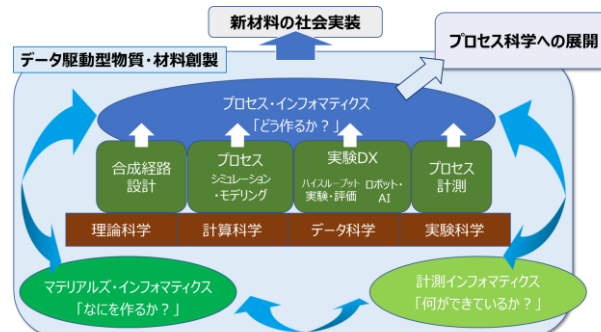 新材料の社会実装
プロセス科学への展開
データ駆動型物質・材料創製
プロセス・インフォマティクス
「どう作るか？」
合成経路
設計
プロセス
シミュレーション
・モデリング
実験DX
ハイスループット
実験・評価
ロボット・
AI
プロセス
計測
理論科学
計算科学
データ科学
実験科学
マテリアルズ・インフォマティクス
「なにを作るか？」
計測インフォマティクス
「何ができているか？」